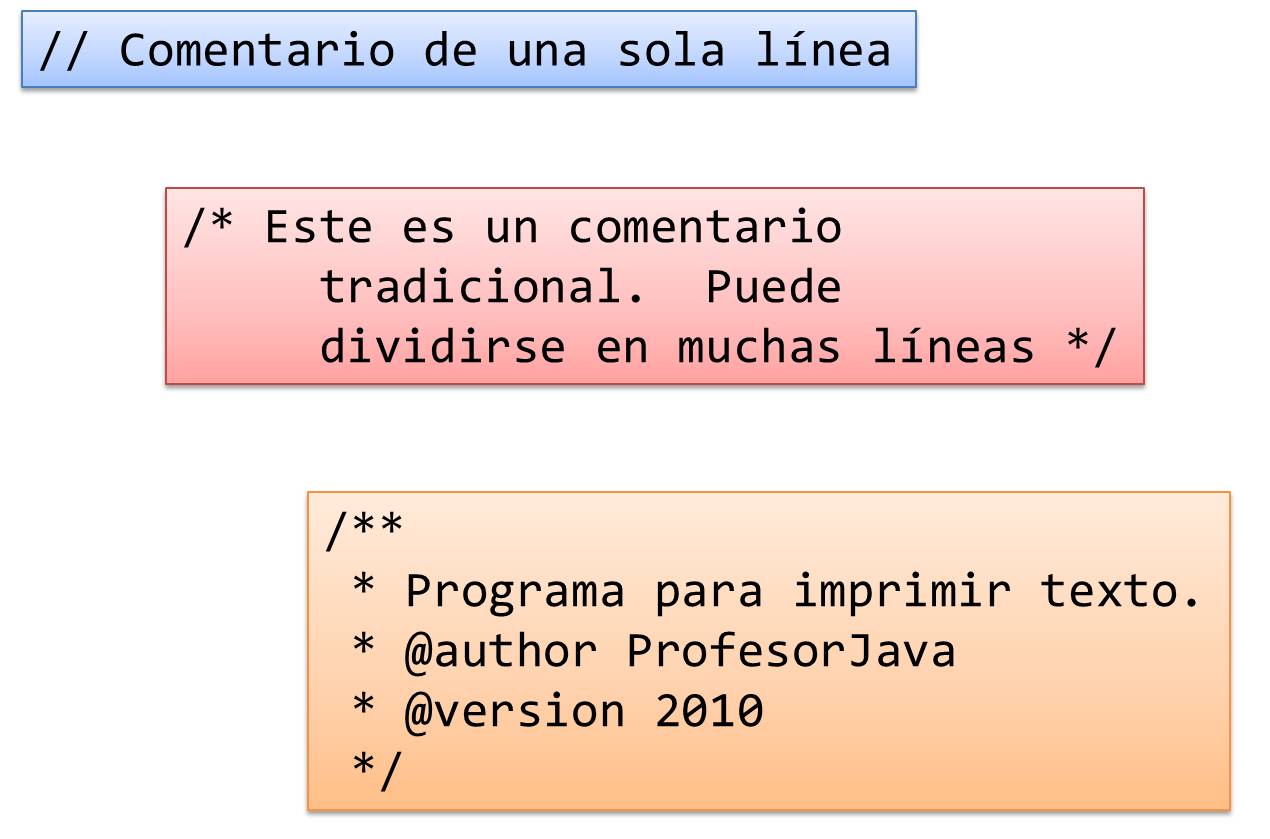 // Comentario de una sola línea
/* Este es un comentario
tradicional.  Puede
dividirse en muchas líneas */
/**
* Programa para imprimir texto.
* @author ProfesorJava
* @version 2010
*/